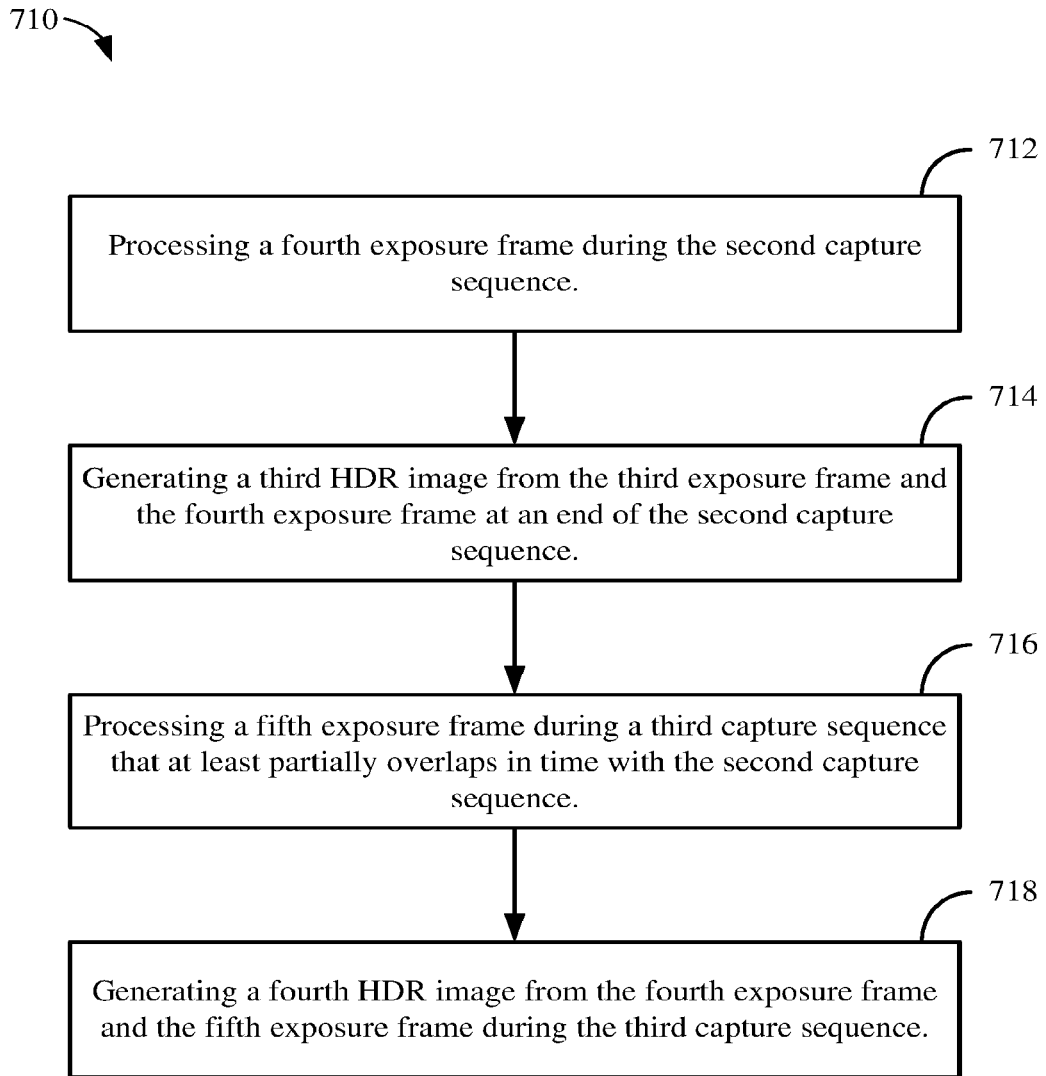 710
712
Processing a fourth exposure frame during the second capture
sequence.
714
Generating a third HDR image from the third exposure frame and
the fourth exposure frame at an end of the second capture
sequence.
716
Processing a fifth exposure frame during a third capture sequence
that at least partially overlaps in time with the second capture
sequence.
718
Generating a fourth HDR image from the fourth exposure frame
and the fifth exposure frame during the third capture sequence.